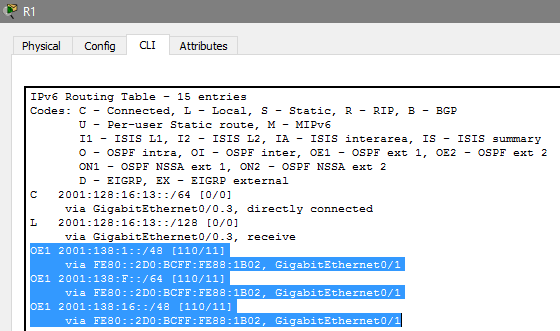 R1
Physical Config CLI Attributes
IPv6 Routing Table - 15 entries
Codes: C - Connected, L - Local, S - Static, R - RIP, B - BGP
U - Per-user Static route, M - MIPv6
I1 - ISIS L1, I2 - ISIS L2, IA - ISIS interarea, IS - ISIS summary
O - OSPF intra, OI - OSPF inter, OE1 - OSPF ext 1, OE2 - OSPF ext 2
ON1 - OSPF NSSA ext 1, ON2 - OSPF NSSA ext 2
D - EIGRP, EX - EIGRP external
C 2001:128:16:13::/64 [0/0]
via GigabitEthernet0/0.3, directly connected
L 2001:128:16:13::/128 [0/0]
via GigabitEthernet0/0.3, receive
OE1 2001:138:1::/48 [110/11]
via FE80::2D0:BCFF:FE88:1B02, GigabitEthernet0/1
OE1 2001:138:F::/64 [110/11]
via FE80::2D0:BCFF:FE88:1B02, GigabitEthernet0/1
OE1 2001:138:16::/48 [110/11]
via FE80::2D0:BCFF:FE88:1B02, GigabitEthernet0/1